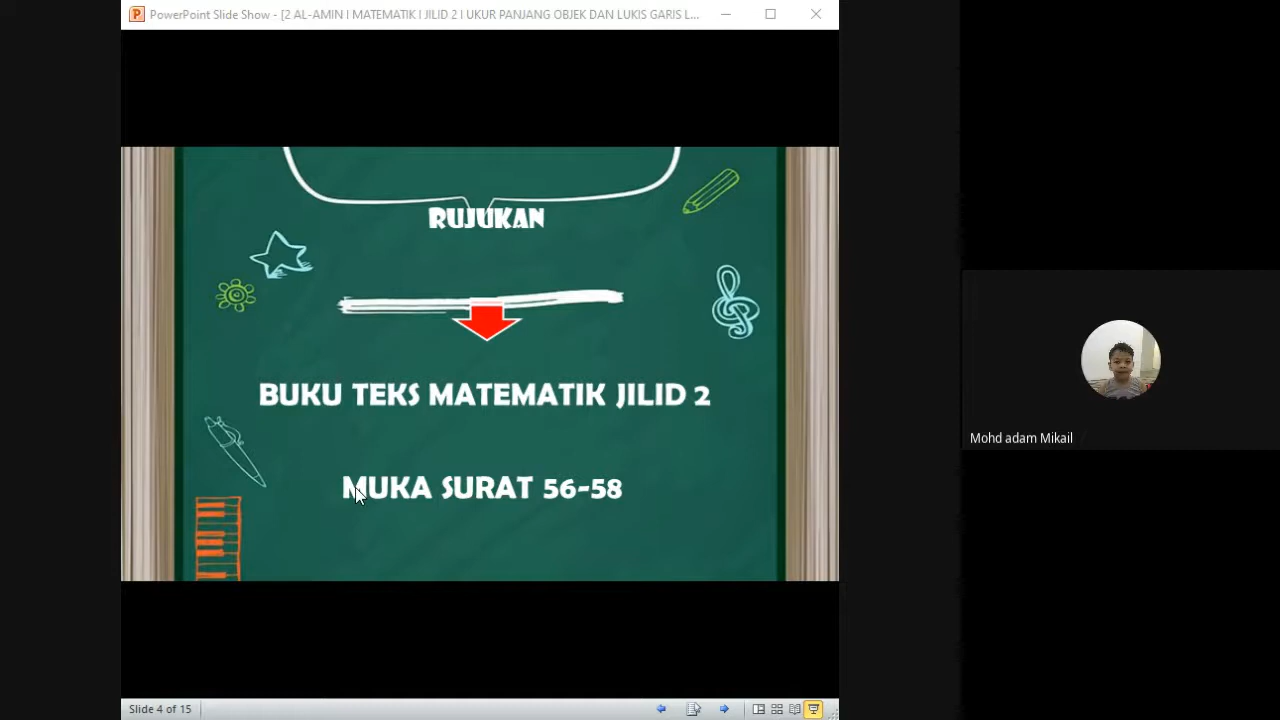 PowerPoint Slide Show - [2 AL-AMIN I MATEMATIK I JILID 2 I UKUR PANJANG OBJEK DAN LUKIS GARIS L...
RUJUKAN
BUKU TEKS MATEMATIK JILID 2
MUKA SURAT 56-58
Mohd adam Mikail
Slide 4 of 15